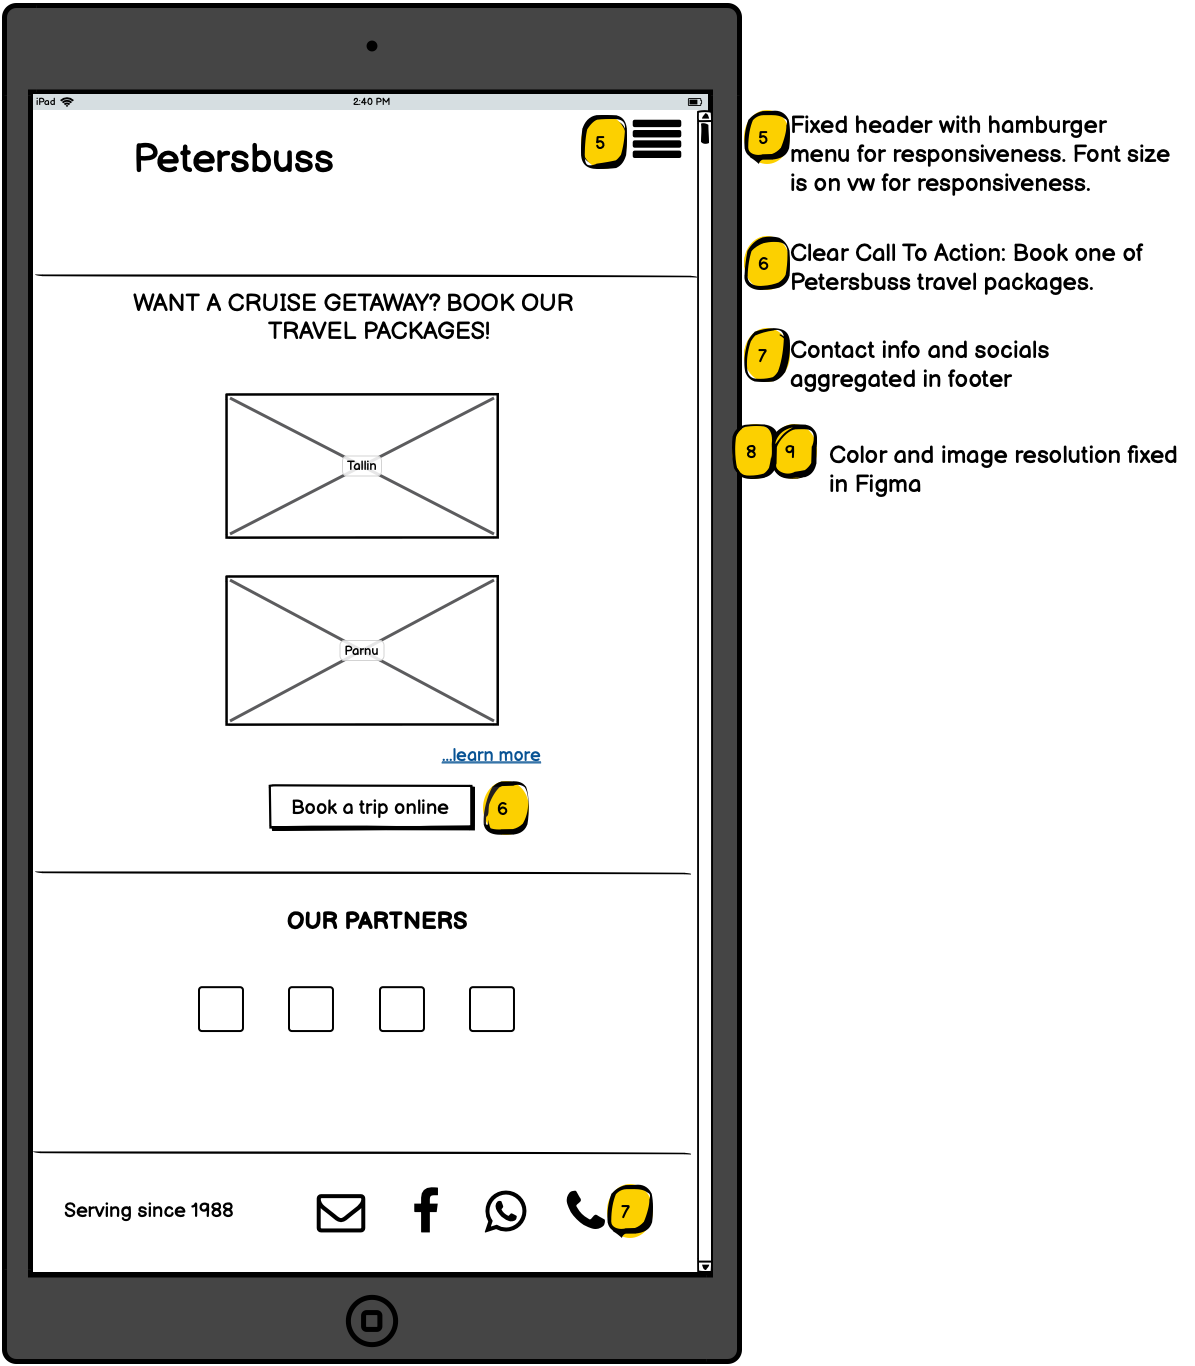 iPad 2:40 PM
Petersbuss
5
WANT A CRUISE GETAWAY? BOOK OUR
TRAVEL PACKAGES!
Tallin
Parnu
...learn more
Book a trip online
6
OUR PARTNERS
Serving since 1988
7
5
Fixed header with hamburger
menu for responsiveness. Font size
is on vw for responsiveness.
6
Clear Call To Action: Book one of
Petersbuss travel packages.
7
Contact info and socials
aggregated in footer
8 9
Color and image resolution fixed
in Figma